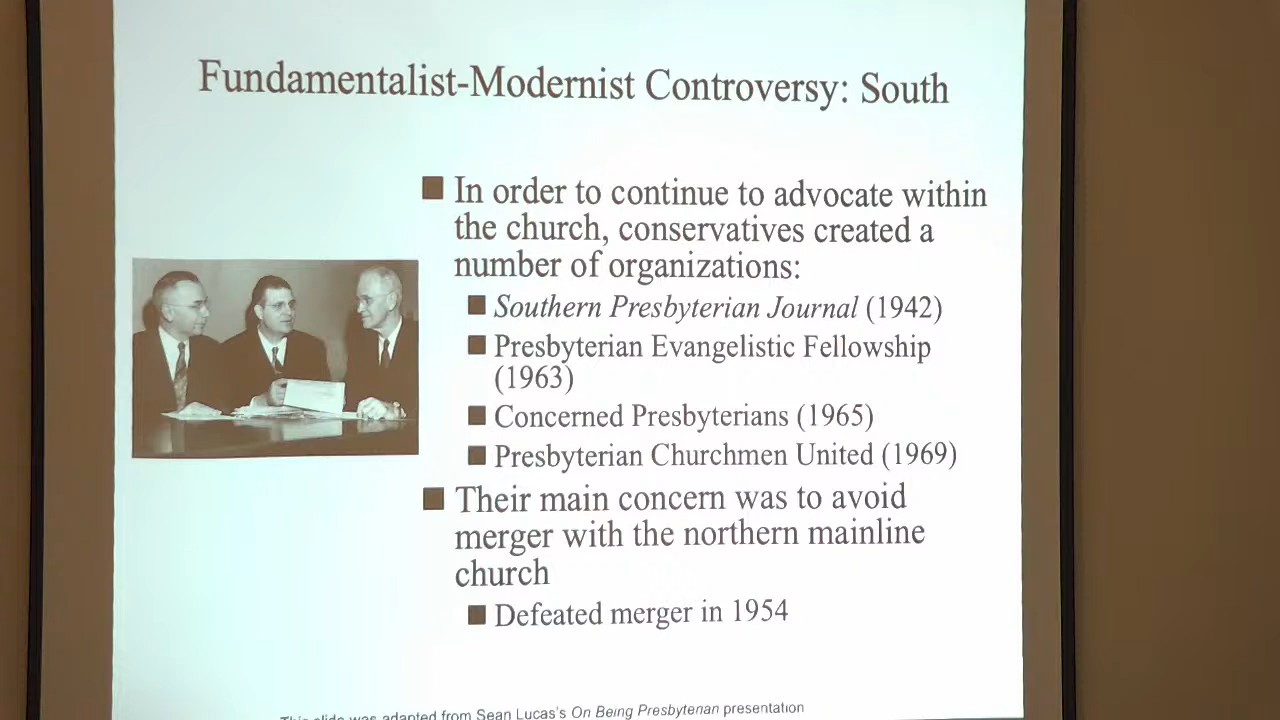 Fundamentalist-Modernist Controversy: South
In order to continue to advocate within
the church, conservatives created a
number of organizations:
Southern Presbyterian Journal (1942)
Presbyterian Evangelistic Fellowship
(1963)
Concerned Presbyterians (1965)
Presbyterian Churchmen United (1969)
Their main concern was to avoid
merger with the northern mainline
church
Defeated merger in 1954
This slide was adapted from Sean Lucas's On Being Presbyterian presentation